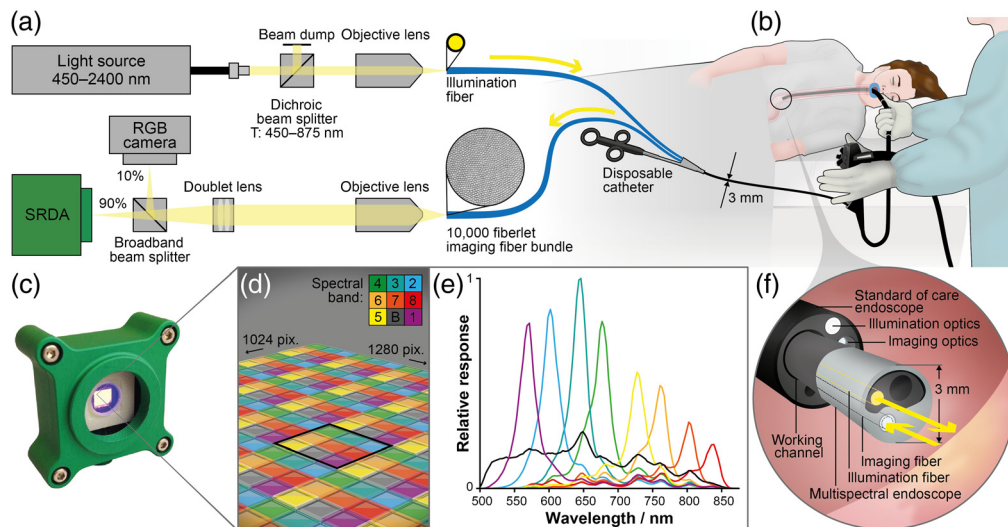 (a)
Light source
450–2400 nm
Beam dump
Objective lens
Dichroic
beam splitter
T: 450–875 nm
Illumination
fiber
RGB
camera
10%
90%
SRDA
Doublet lens
Objective lens
Broadband
beam splitter
10,000 fiberlet
imaging fiber bundle
Disposable
catheter
3 mm
(b)
(c)
(d)
Spectral
band:
4 3 2
6 7 8
5 B 1
1024 pix.
1280 pix.
(e)
Relative response
1
0
500 550 600 650 700 750 800 850
Wavelength / nm
(f)
Standard of care
endoscope
Illumination optics
Imaging optics
3 mm
Working
channel
Imaging fiber
Illumination fiber
Multispectral endoscope